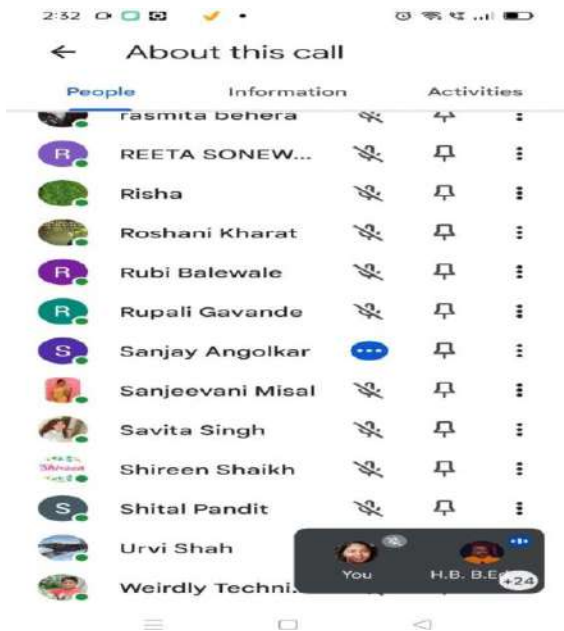 2:32
About this call
People Information Activities
rasmita behera
R REETA SONEW...
Risha
Roshani Kharat
R Rubi Balewale
R Rupali Gavande
S Sanjay Angolkar
Sanjeevani Misal
Savita Singh
Shireen Shaikh
S Shital Pandit
Urvi Shah
Weirdly Techni...
You H.B. B.Ed
+24